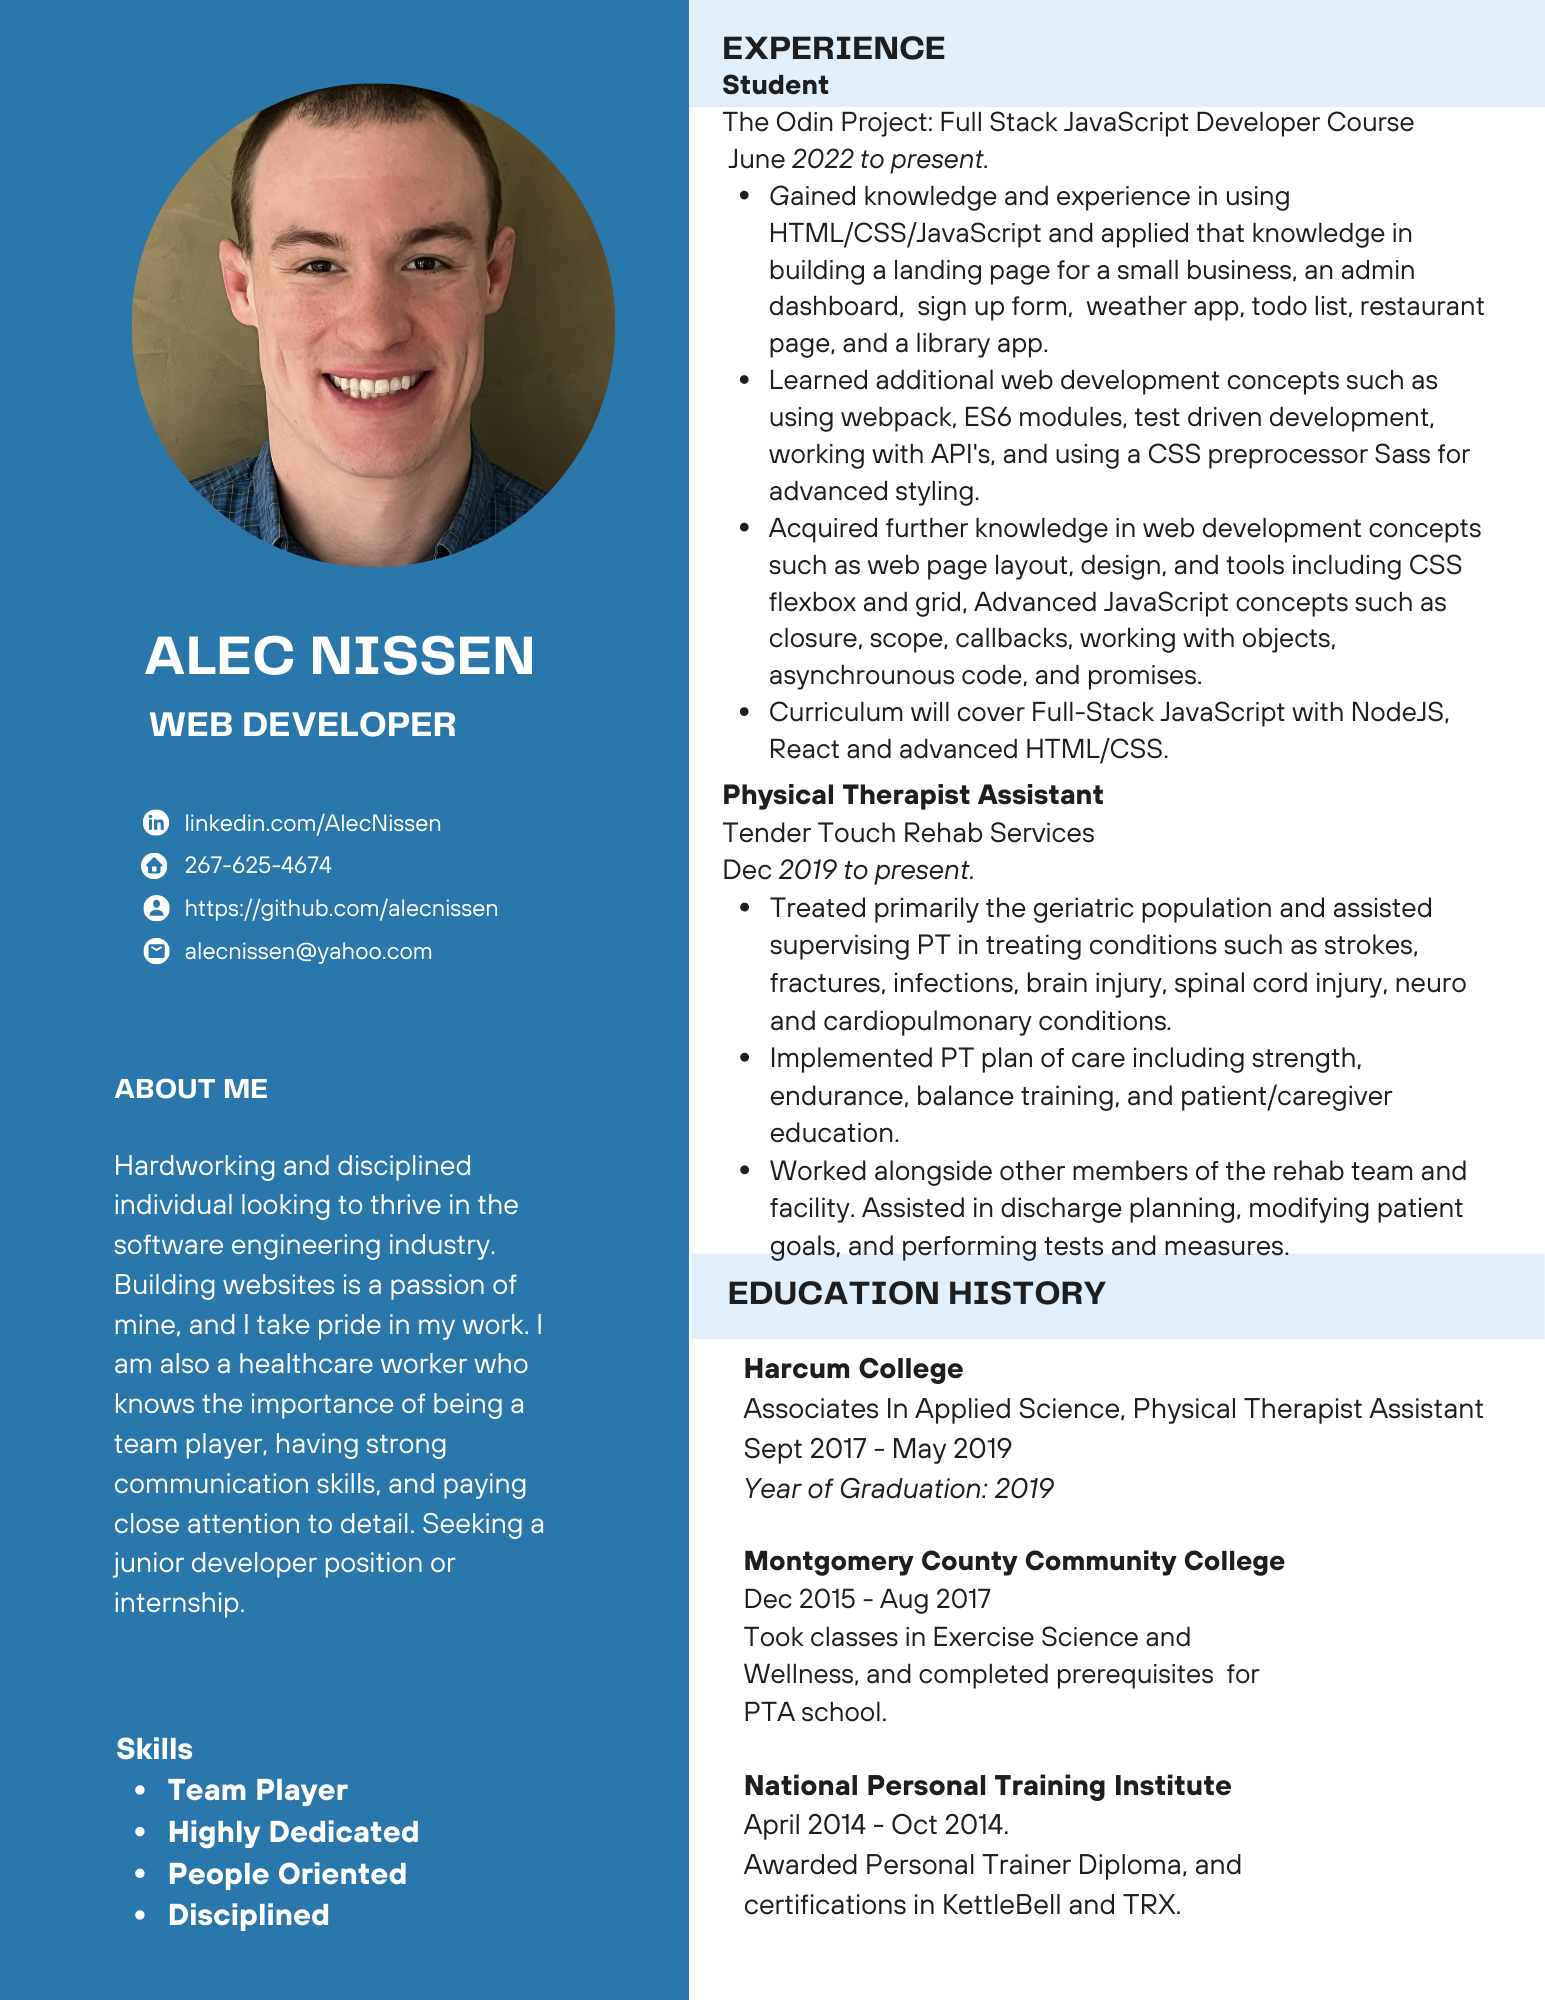 ALEC NISSEN
WEB DEVELOPER
linkedin.com/AlecNissen
267-625-4674
https://github.com/alecnissen
alecnissen@yahoo.com
ABOUT ME
Hardworking and disciplined
individual looking to thrive in the
software engineering industry.
Building websites is a passion of
mine, and I take pride in my work. I
am also a healthcare worker who
knows the importance of being a
team player, having strong
communication skills, and paying
close attention to detail. Seeking a
junior developer position or
internship.
Skills
• Team Player
• Highly Dedicated
• People Oriented
• Disciplined
EXPERIENCE
Student
The Odin Project: Full Stack JavaScript Developer Course
June 2022 to present.
• Gained knowledge and experience in using
HTML/CSS/JavaScript and applied that knowledge in
building a landing page for a small business, an admin
dashboard,  sign up form,  weather app, todo list, restaurant
page, and a library app.
• Learned additional web development concepts such as
using webpack, ES6 modules, test driven development,
working with API's, and using a CSS preprocessor Sass for
advanced styling.
• Acquired further knowledge in web development concepts
such as web page layout, design, and tools including CSS
flexbox and grid, Advanced JavaScript concepts such as
closure, scope, callbacks, working with objects,
asynchrounous code, and promises.
• Curriculum will cover Full-Stack JavaScript with NodeJS,
React and advanced HTML/CSS.
Physical Therapist Assistant
Tender Touch Rehab Services
Dec 2019 to present.
• Treated primarily the geriatric population and assisted
supervising PT in treating conditions such as strokes,
fractures, infections, brain injury, spinal cord injury, neuro
and cardiopulmonary conditions.
• Implemented PT plan of care including strength,
endurance, balance training, and patient/caregiver
education.
• Worked alongside other members of the rehab team and
facility. Assisted in discharge planning, modifying patient
goals, and performing tests and measures.
EDUCATION HISTORY
Harcum College
Associates In Applied Science, Physical Therapist Assistant
Sept 2017 - May 2019
Year of Graduation: 2019
Montgomery County Community College
Dec 2015 - Aug 2017
Took classes in Exercise Science and
Wellness, and completed prerequisites  for
PTA school.
National Personal Training Institute
April 2014 - Oct 2014.
Awarded Personal Trainer Diploma, and
certifications in KettleBell and TRX.